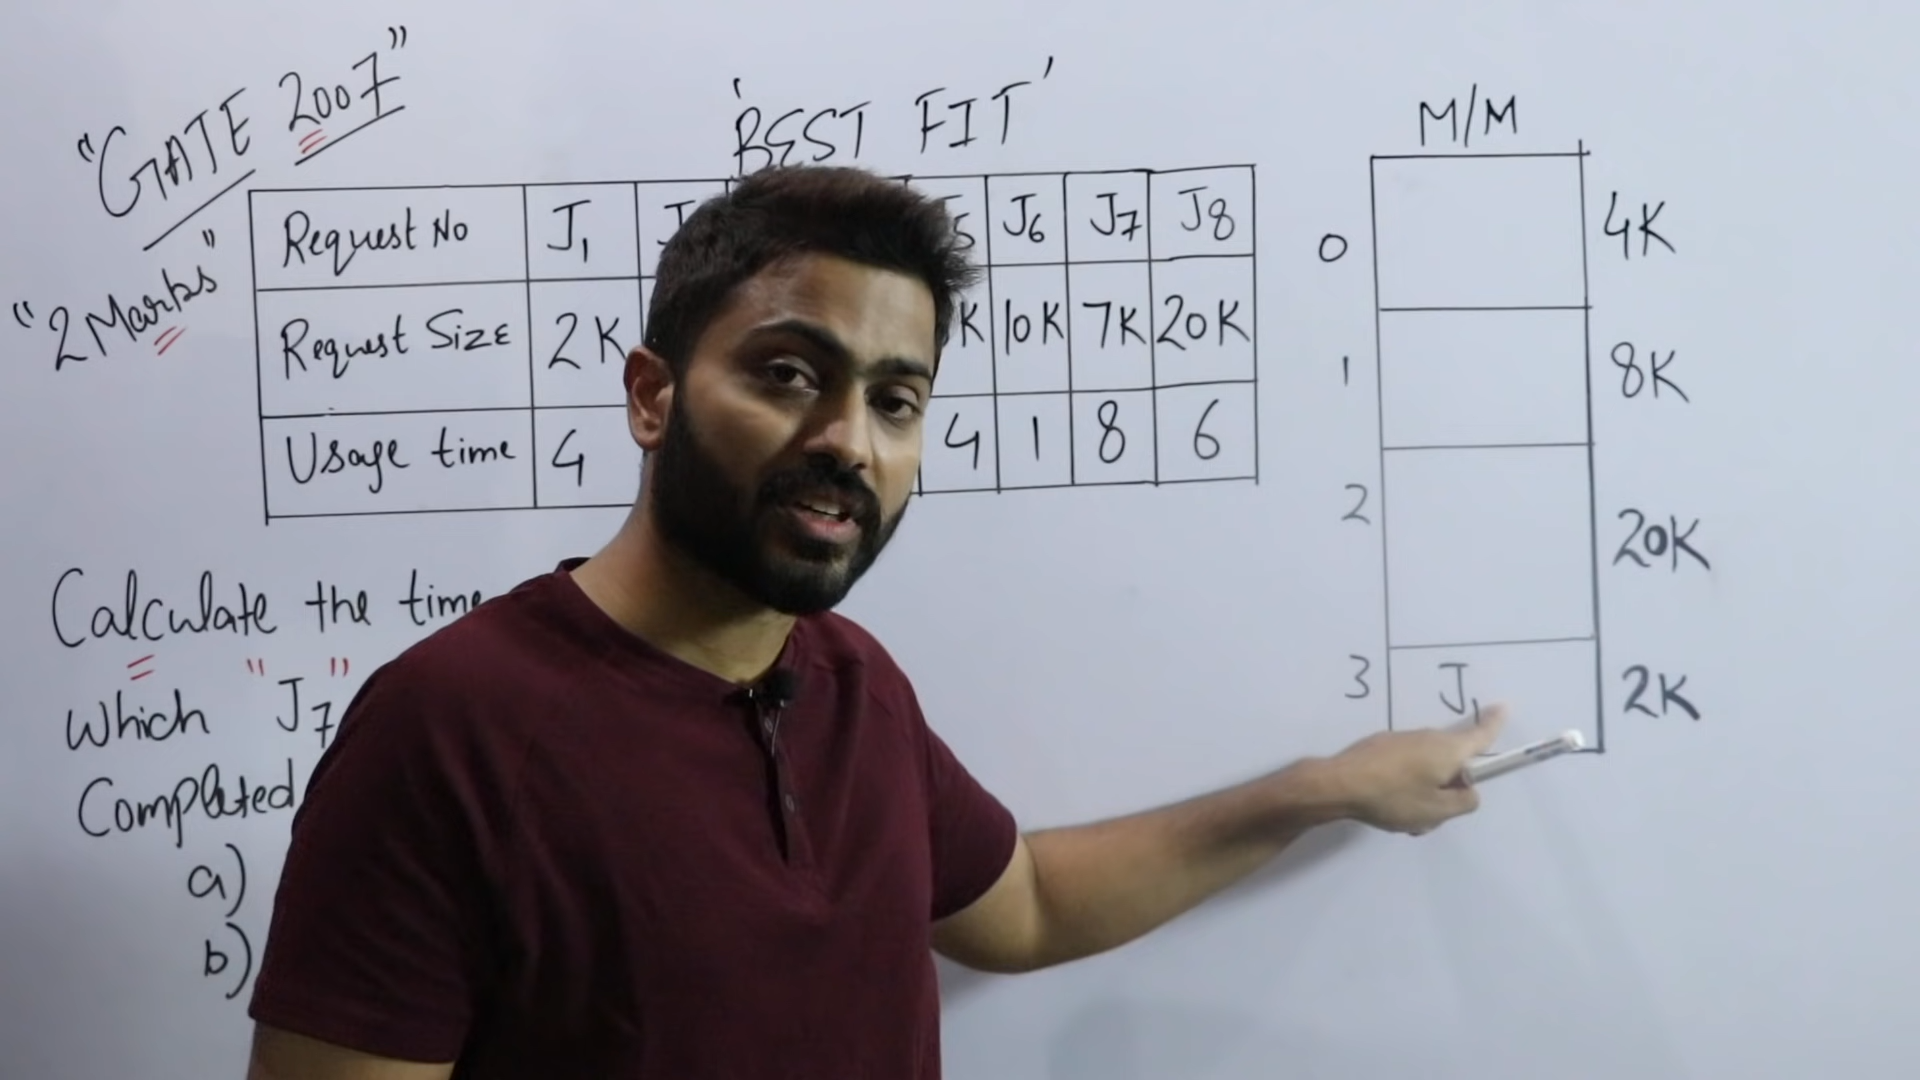 "GATE 2007"
'BEST FIT'
M/M
"2 Marks"
Request No J1 J6 J7 J8
Request Size 2K K 10K 7K 20K
Usage time 4 4 1 8 6
0 4K
1 8K
2 20K
3 J1 2K
Calculate the time
Which "J7"
Completed
a)
b)